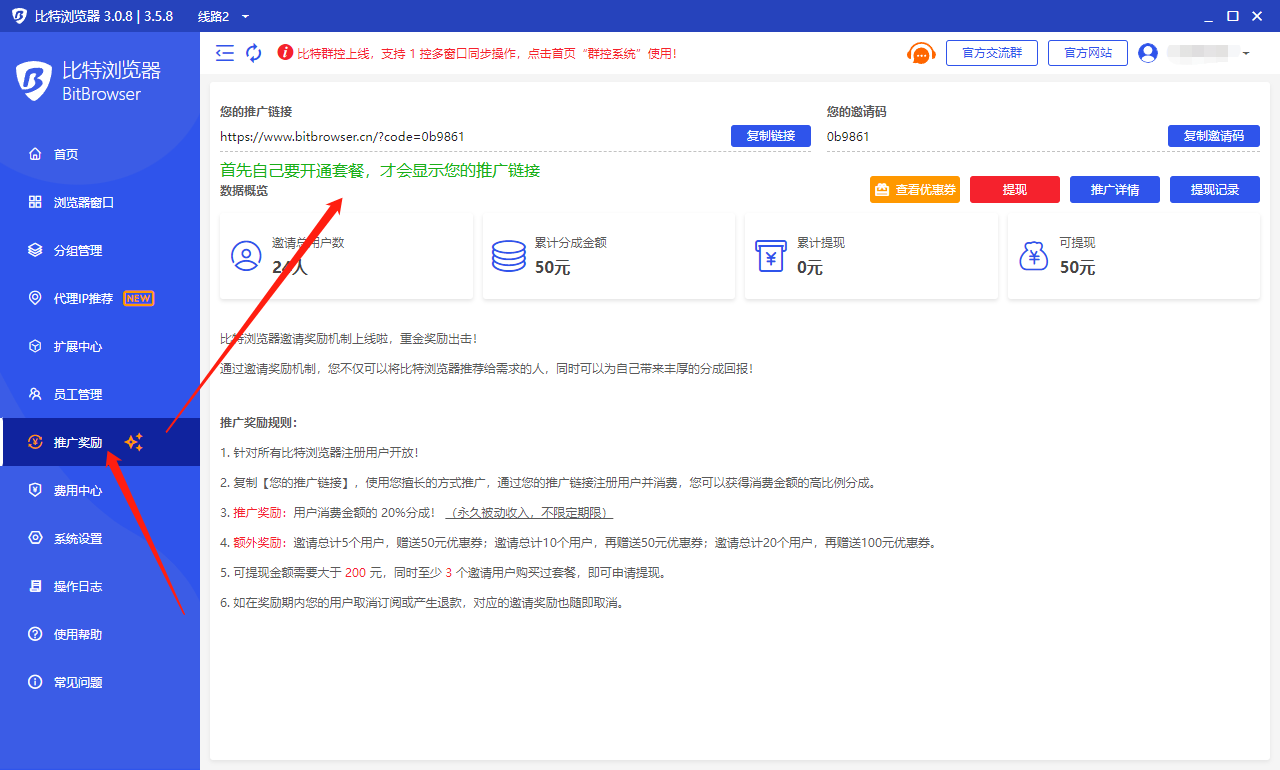 比特浏览器 3.0.8 | 3.5.8 线路2
比特浏览器
BitBrowser
首页
浏览器窗口
分组管理
代理IP推荐 NEW
扩展中心
员工管理
推广奖励
费用中心
系统设置
操作日志
使用帮助
常见问题
比特群控上线，支持 1 控多窗口同步操作，点击首页“群控系统”使用！
官方交流群
官方网站
您的推广链接
https://www.bitbrowser.cn/?code=0b9861
复制链接
您的邀请码
0b9861
复制邀请码
首先自己要开通套餐，才会显示您的推广链接
数据概览
查看优惠券
提现
推广详情
提现记录
邀请总用户数
24人
累计分成金额
50元
累计提现
0元
可提现
50元
比特浏览器邀请奖励机制上线啦，重金奖励出击！
通过邀请奖励机制，您不仅可以将比特浏览器推荐给需求的人，同时可以为自己带来丰厚的分成回报！
推广奖励规则：
1. 针对所有比特浏览器注册用户开放！
2. 复制【您的推广链接】，使用您擅长的方式推广，通过您的推广链接注册用户并消费，您可以获得消费金额的高比例分成。
3. 推广奖励：用户消费金额的 20%分成！（永久被动收入，不限定期限）
4. 额外奖励：邀请总计5个用户，赠送50元优惠券；邀请总计10个用户，再赠送50元优惠券；邀请总计20个用户，再赠送100元优惠券。
5. 可提现金额需要大于 200 元，同时至少 3 个邀请用户购买过套餐，即可申请提现。
6. 如在奖励期内您的用户取消订阅或产生退款，对应的邀请奖励也随即取消。